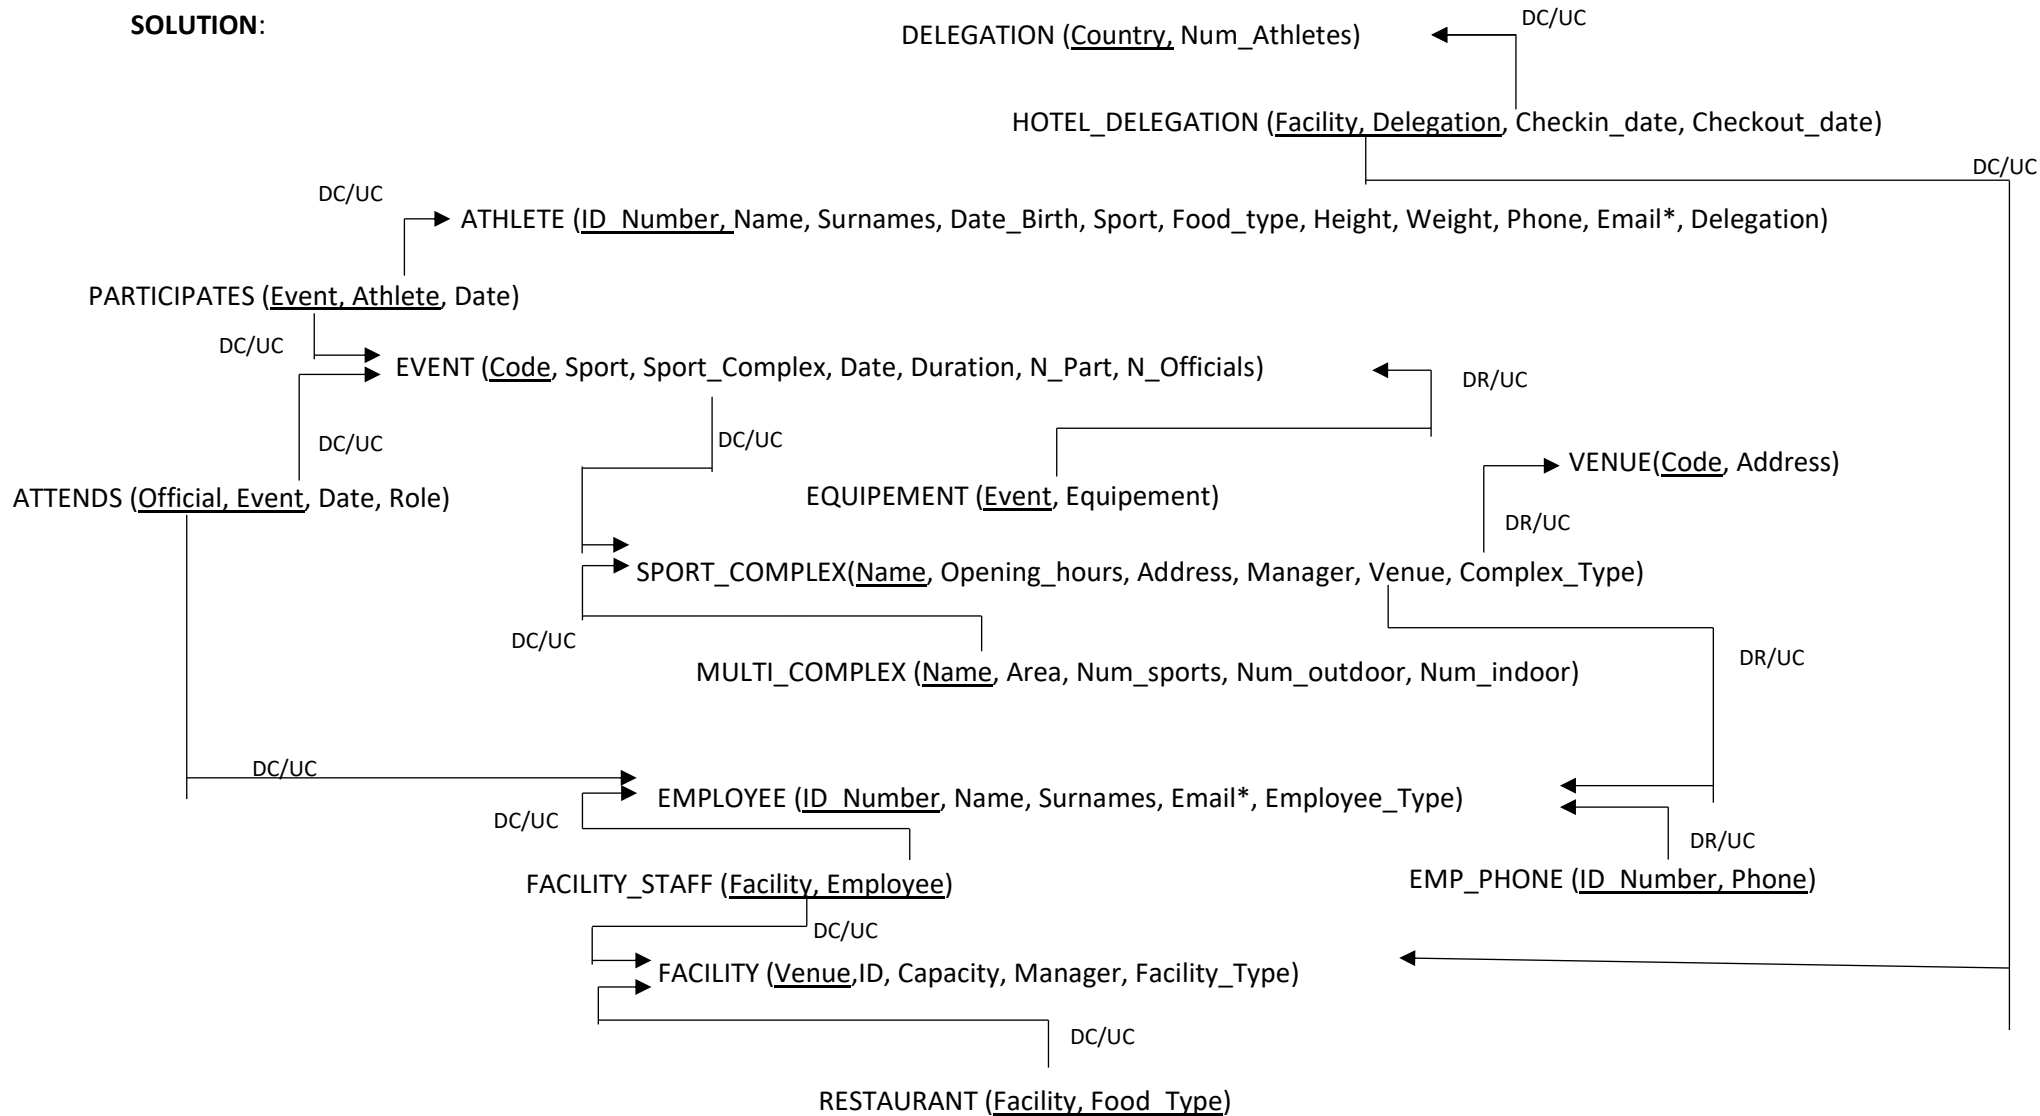 SOLUTION:
DC/UC
DELEGATION (Country, Num_Athletes)
HOTEL_DELEGATION (Facility, Delegation, Checkin_date, Checkout_date)
DC/UC
DC/UC
ATHLETE (ID_Number, Name, Surnames, Date_Birth, Sport, Food_type, Height, Weight, Phone, Email*, Delegation)
PARTICIPATES (Event, Athlete, Date)
DC/UC
EVENT (Code, Sport, Sport_Complex, Date, Duration, N_Part, N_Officials)
DR/UC
DC/UC
DC/UC
VENUE(Code, Address)
ATTENDS (Official, Event, Date, Role)
EQUIPEMENT (Event, Equipement)
DR/UC
SPORT_COMPLEX(Name, Opening_hours, Address, Manager, Venue, Complex_Type)
DC/UC
DR/UC
MULTI_COMPLEX (Name, Area, Num_sports, Num_outdoor, Num_indoor)
DC/UC
EMPLOYEE (ID_Number, Name, Surnames, Email*, Employee_Type)
DC/UC
DR/UC
FACILITY_STAFF (Facility, Employee)
EMP_PHONE (ID_Number, Phone)
DC/UC
FACILITY (Venue,ID, Capacity, Manager, Facility_Type)
DC/UC
RESTAURANT (Facility, Food_Type)